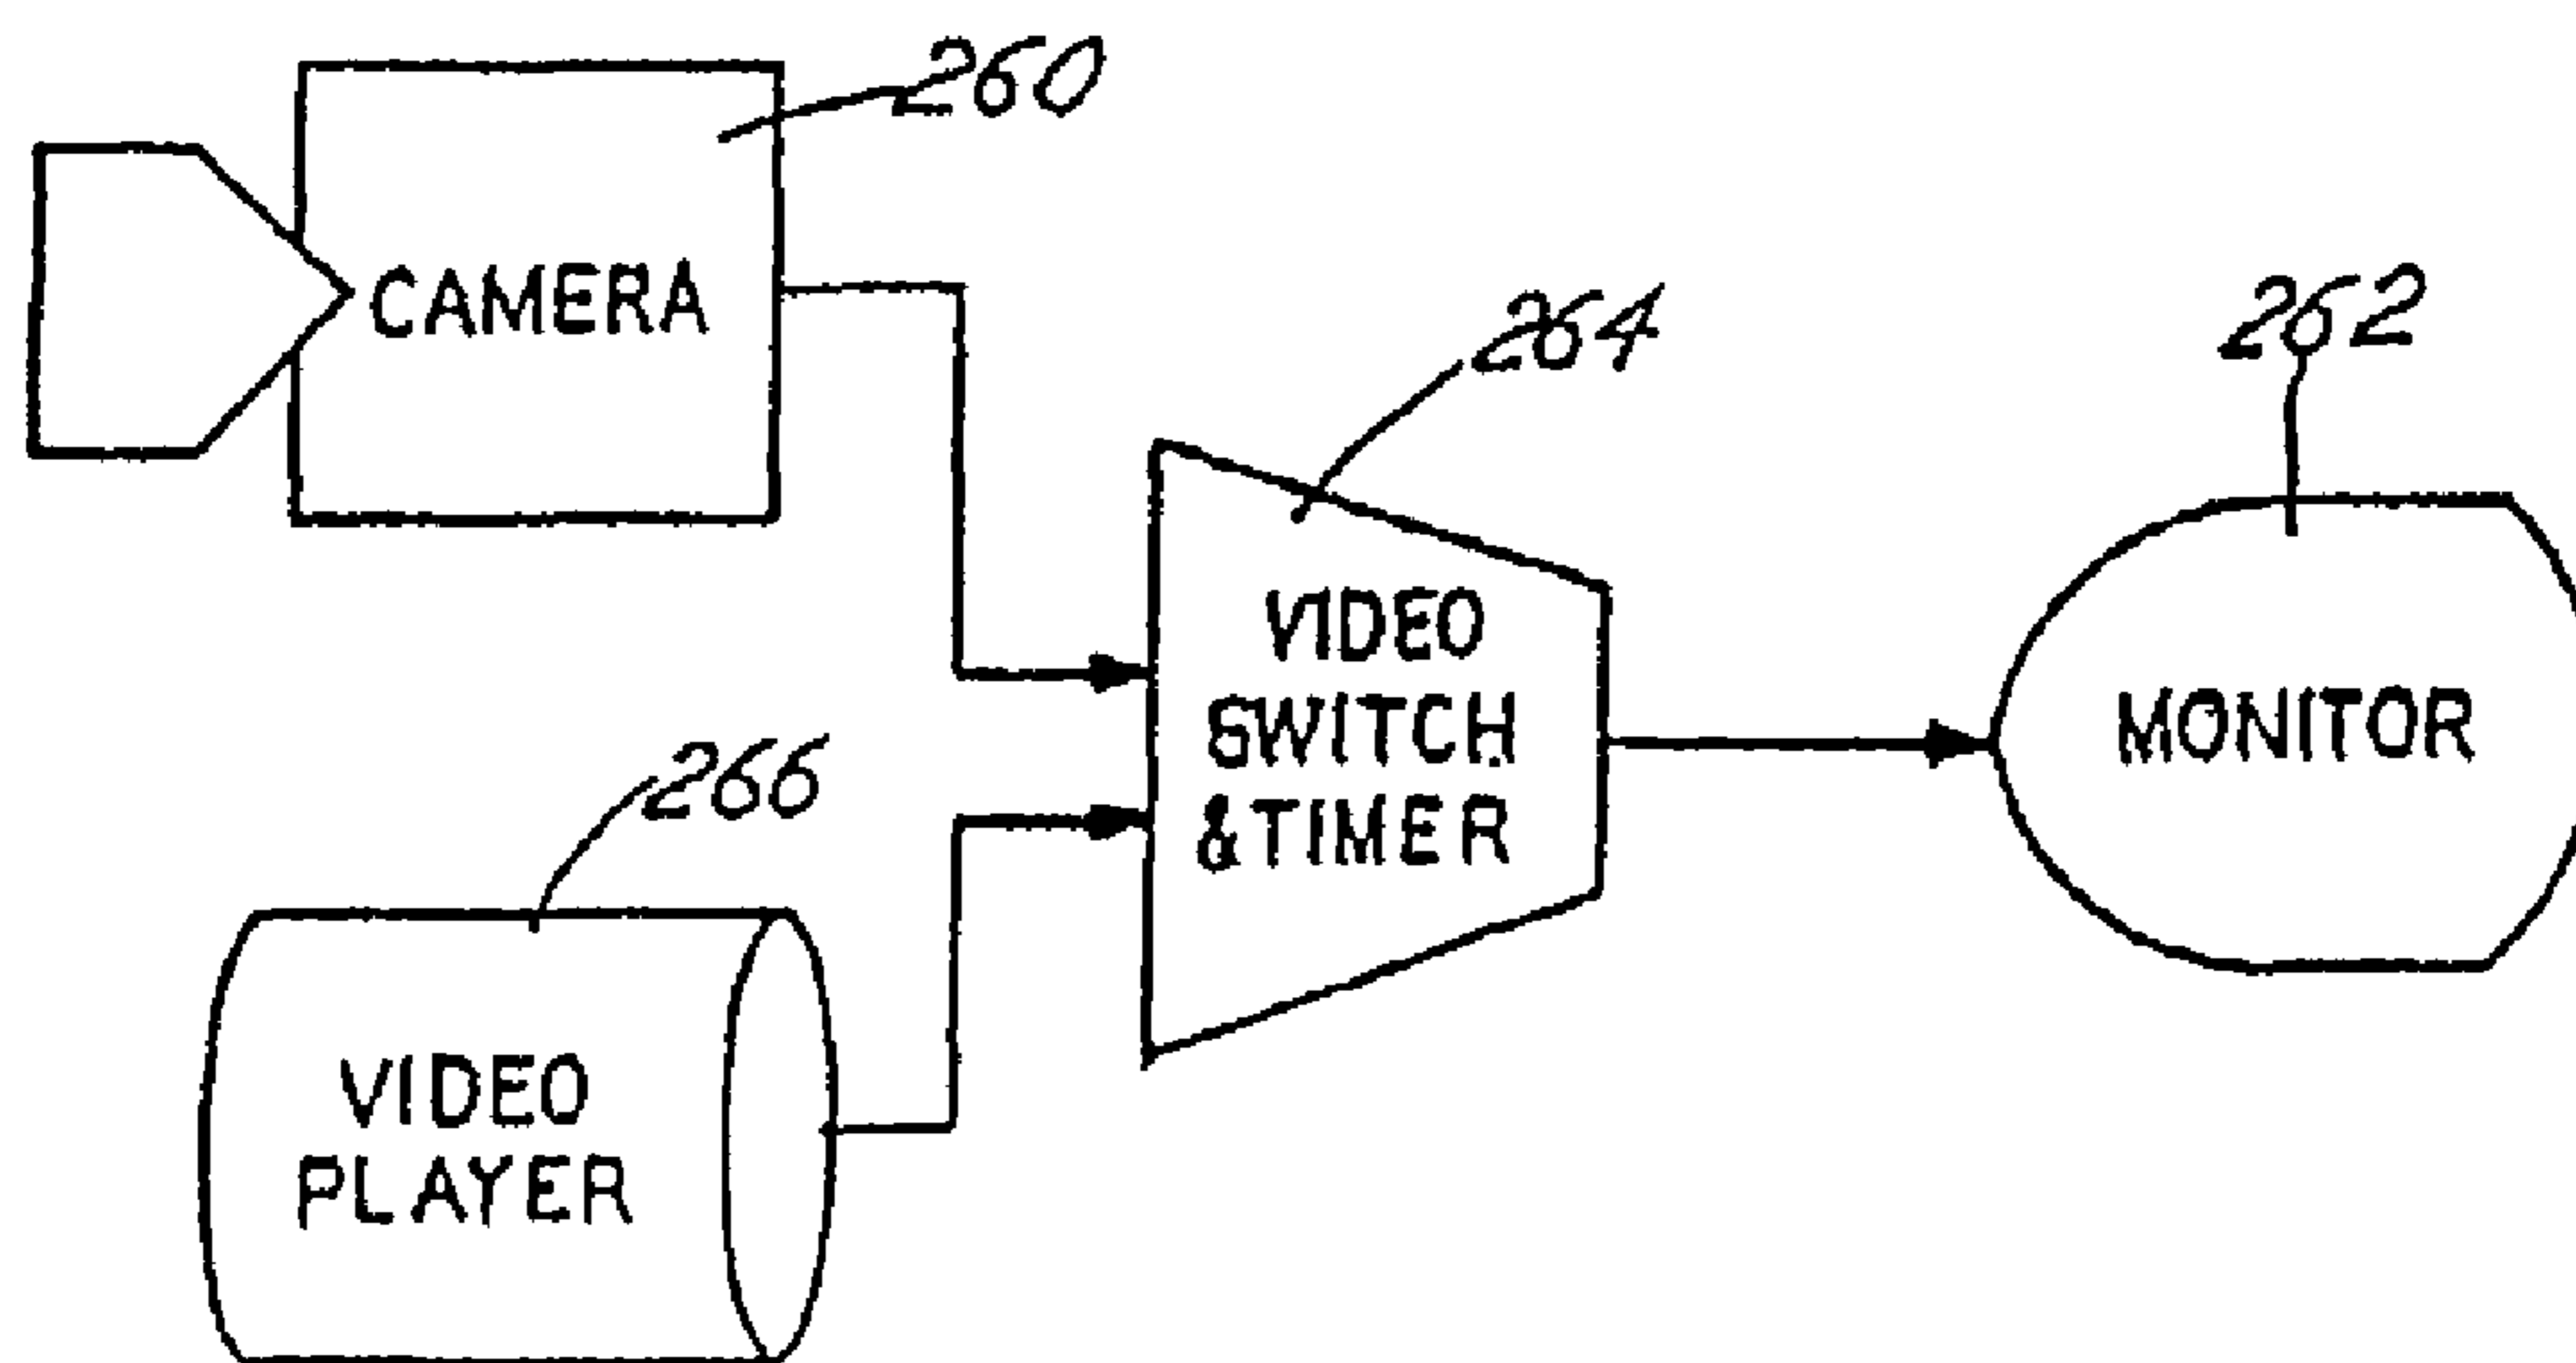 260
CAMERA
264
262
VIDEO
SWITCH
& TIMER
MONITOR
266
VIDEO
PLAYER